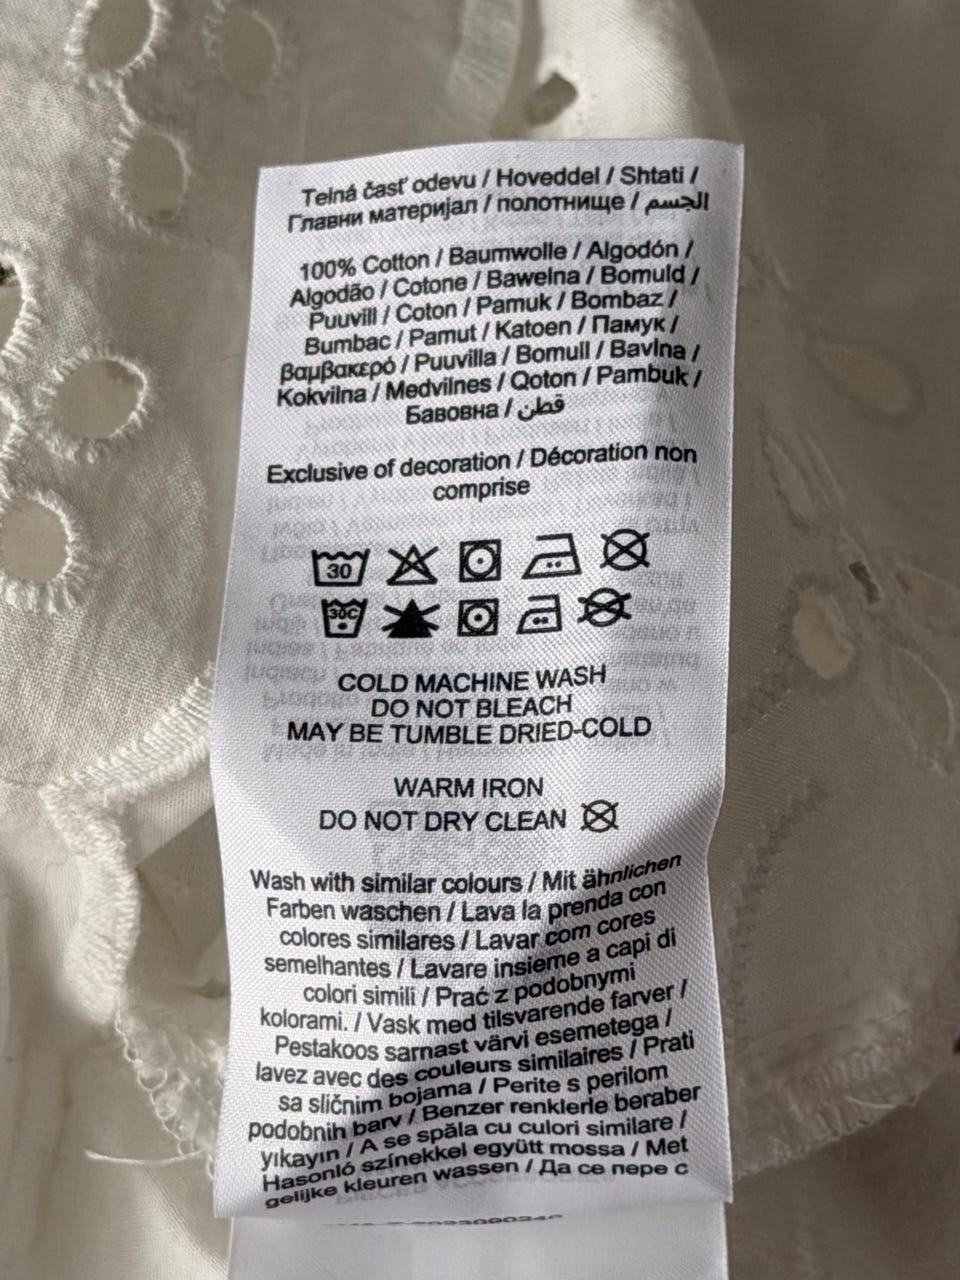 Telná časť odevu / Hoveddel / Shtati /
Главни материјал / полотнище / الجسم
100% Cotton / Baumwolle / Algodón /
Algodão / Cotone / Bawełna / Bomuld /
Puuvill / Coton / Pamuk / Bombaz /
Bumbac / Pamut / Katoen / Памук /
Βαμβακερό / Puuvilla / Bomull / Bavlna /
Kokvilna / Medvilnes / Qoton / Pambuk /
Бавовна / قطن
Exclusive of decoration / Décoration non
comprise
30
30C
COLD MACHINE WASH
DO NOT BLEACH
MAY BE TUMBLE DRIED-COLD
WARM IRON
DO NOT DRY CLEAN
Wash with similar colours / Mit ähnlichen
Farben waschen / Lava la prenda con
colores similares / Lavar com cores
semelhantes / Lavare insieme a capi di
colori simili / Prać z podobnymi
kolorami. / Vask med tilsvarende farver /
Pestakoos sarnast värvi esemetega /
lavez avec des couleurs similaires / Prati
sa sličnim bojama / Perite s perilom
podobnih barv / Benzer renklerle beraber
yıkayın / A se spăla cu culori similare /
Hasonló színekkel együtt mossa / Met
gelijke kleuren wassen / Да се пере с